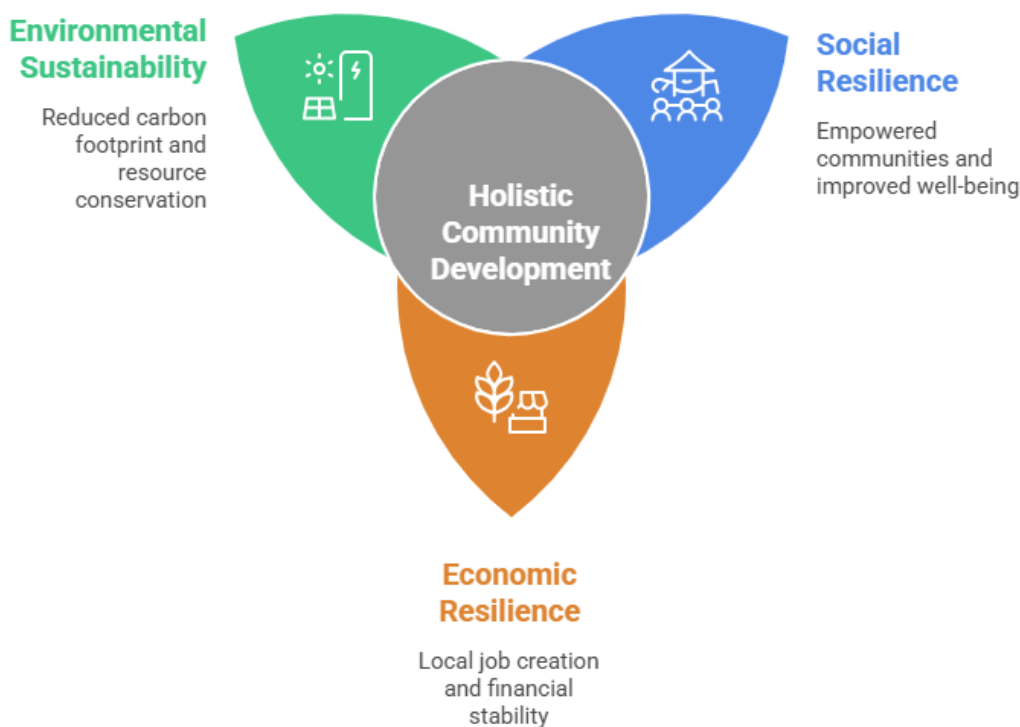 Environmental
Sustainability
Reduced carbon
footprint and
resource
conservation
Social
Resilience
Empowered
communities and
improved well-being
Holistic
Community
Development
Economic
Resilience
Local job creation
and financial
stability